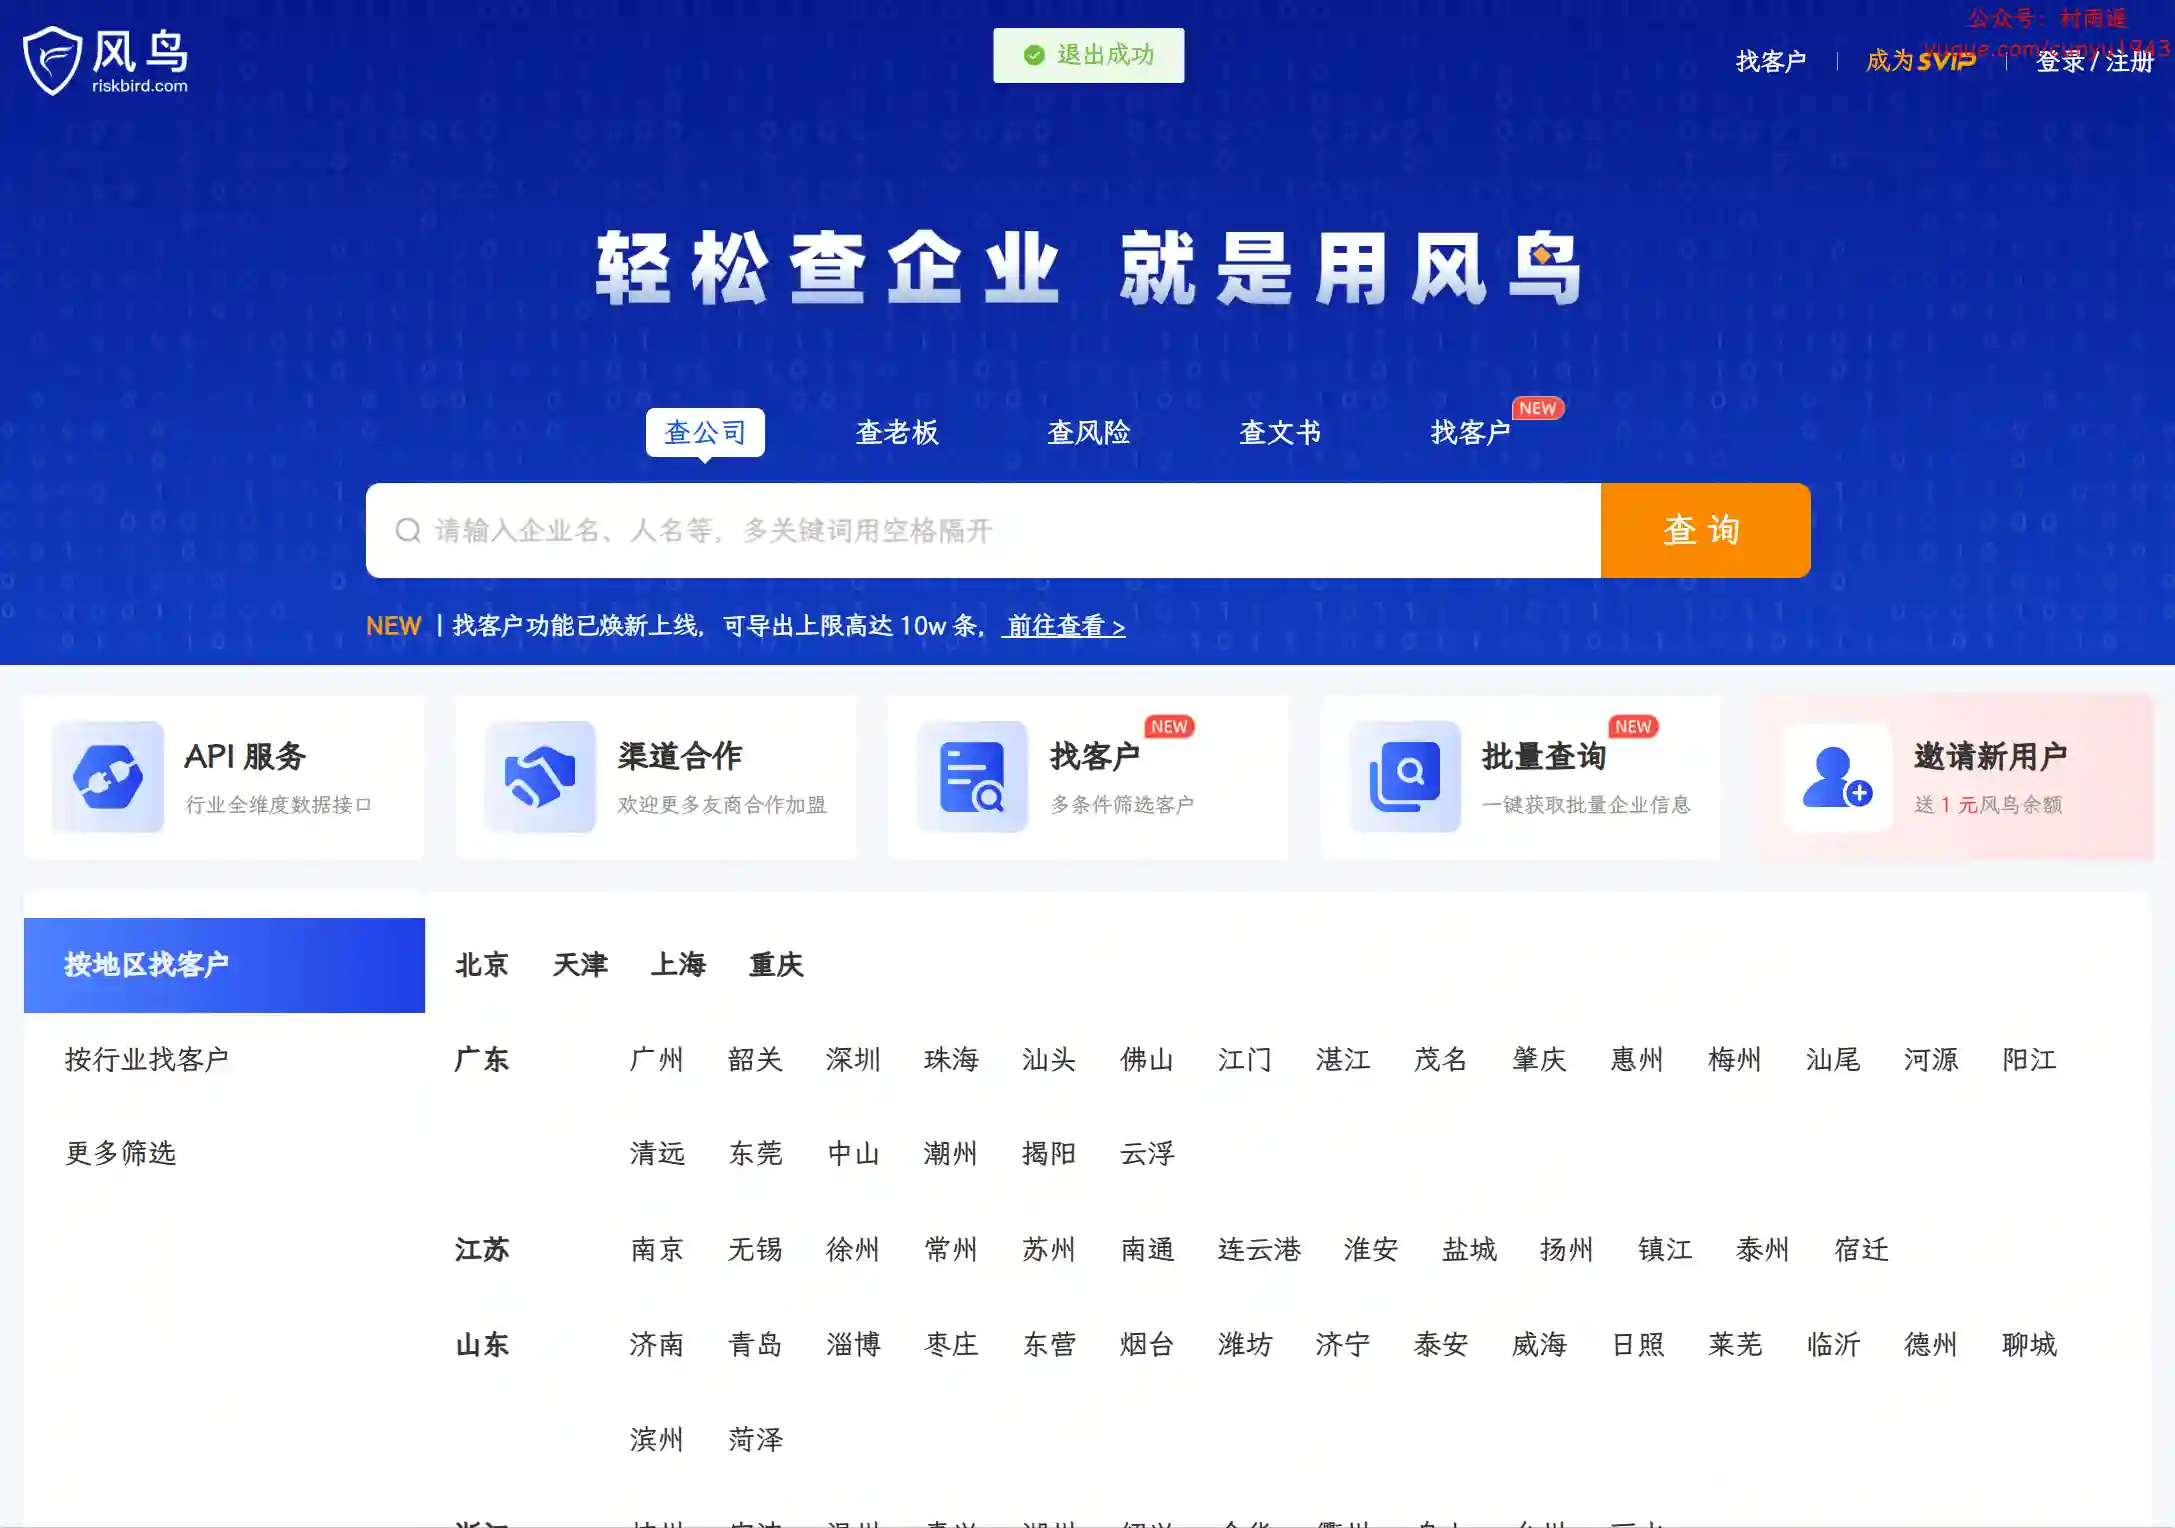 风鸟
riskbird.com
退出成功
公众号：村雨遥
yuque.com/cunyu1943
找客户
成为SVIP
登录 / 注册
轻松查企业 就是用风鸟
查公司 查老板 查风险 查文书 找客户 NEW
请输入企业名、人名等，多关键词用空格隔开
查询
NEW | 找客户功能已焕新上线，可导出上限高达 10w 条， 前往查看 >
API 服务
行业全维度数据接口
渠道合作
欢迎更多友商合作加盟
找客户 NEW
多条件筛选客户
批量查询 NEW
一键获取批量企业信息
邀请新用户
送 1 元风鸟余额
按地区找客户
按行业找客户
更多筛选
北京 天津 上海 重庆
广东 广州 韶关 深圳 珠海 汕头 佛山 江门 湛江 茂名 肇庆 惠州 梅州 汕尾 河源 阳江
清远 东莞 中山 潮州 揭阳 云浮
江苏 南京 无锡 徐州 常州 苏州 南通 连云港 淮安 盐城 扬州 镇江 泰州 宿迁
山东 济南 青岛 淄博 枣庄 东营 烟台 潍坊 济宁 泰安 威海 日照 莱芜 临沂 德州 聊城
滨州 菏泽